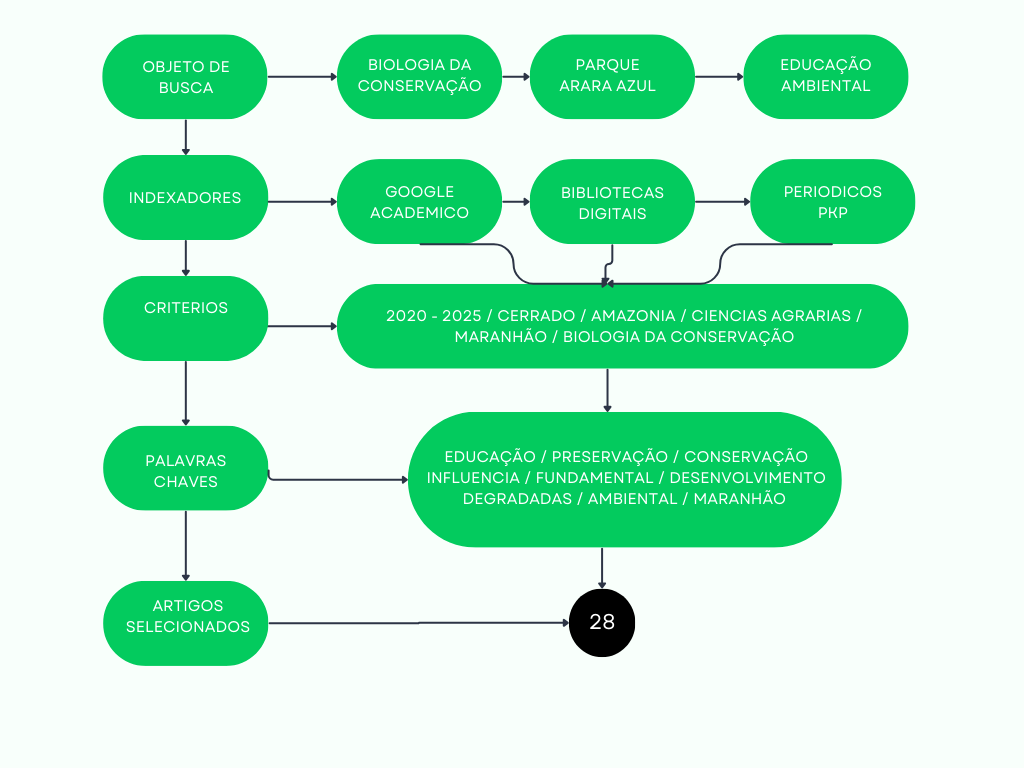 OBJETO DE
BUSCA
BIOLOGIA DA
CONSERVAÇÃO
PARQUE
ARARA AZUL
EDUCAÇÃO
AMBIENTAL
INDEXADORES
GOOGLE
ACADEMICO
BIBLIOTECAS
DIGITAIS
PERIODICOS
PKP
CRITERIOS
2020 - 2025 / CERRADO / AMAZONIA / CIENCIAS AGRARIAS /
MARANHÃO / BIOLOGIA DA CONSERVAÇÃO
PALAVRAS
CHAVES
EDUCAÇÃO / PRESERVAÇÃO / CONSERVAÇÃO
INFLUENCIA / FUNDAMENTAL / DESENVOLVIMENTO
DEGRADADAS / AMBIENTAL / MARANHÃO
ARTIGOS
SELECIONADOS
28